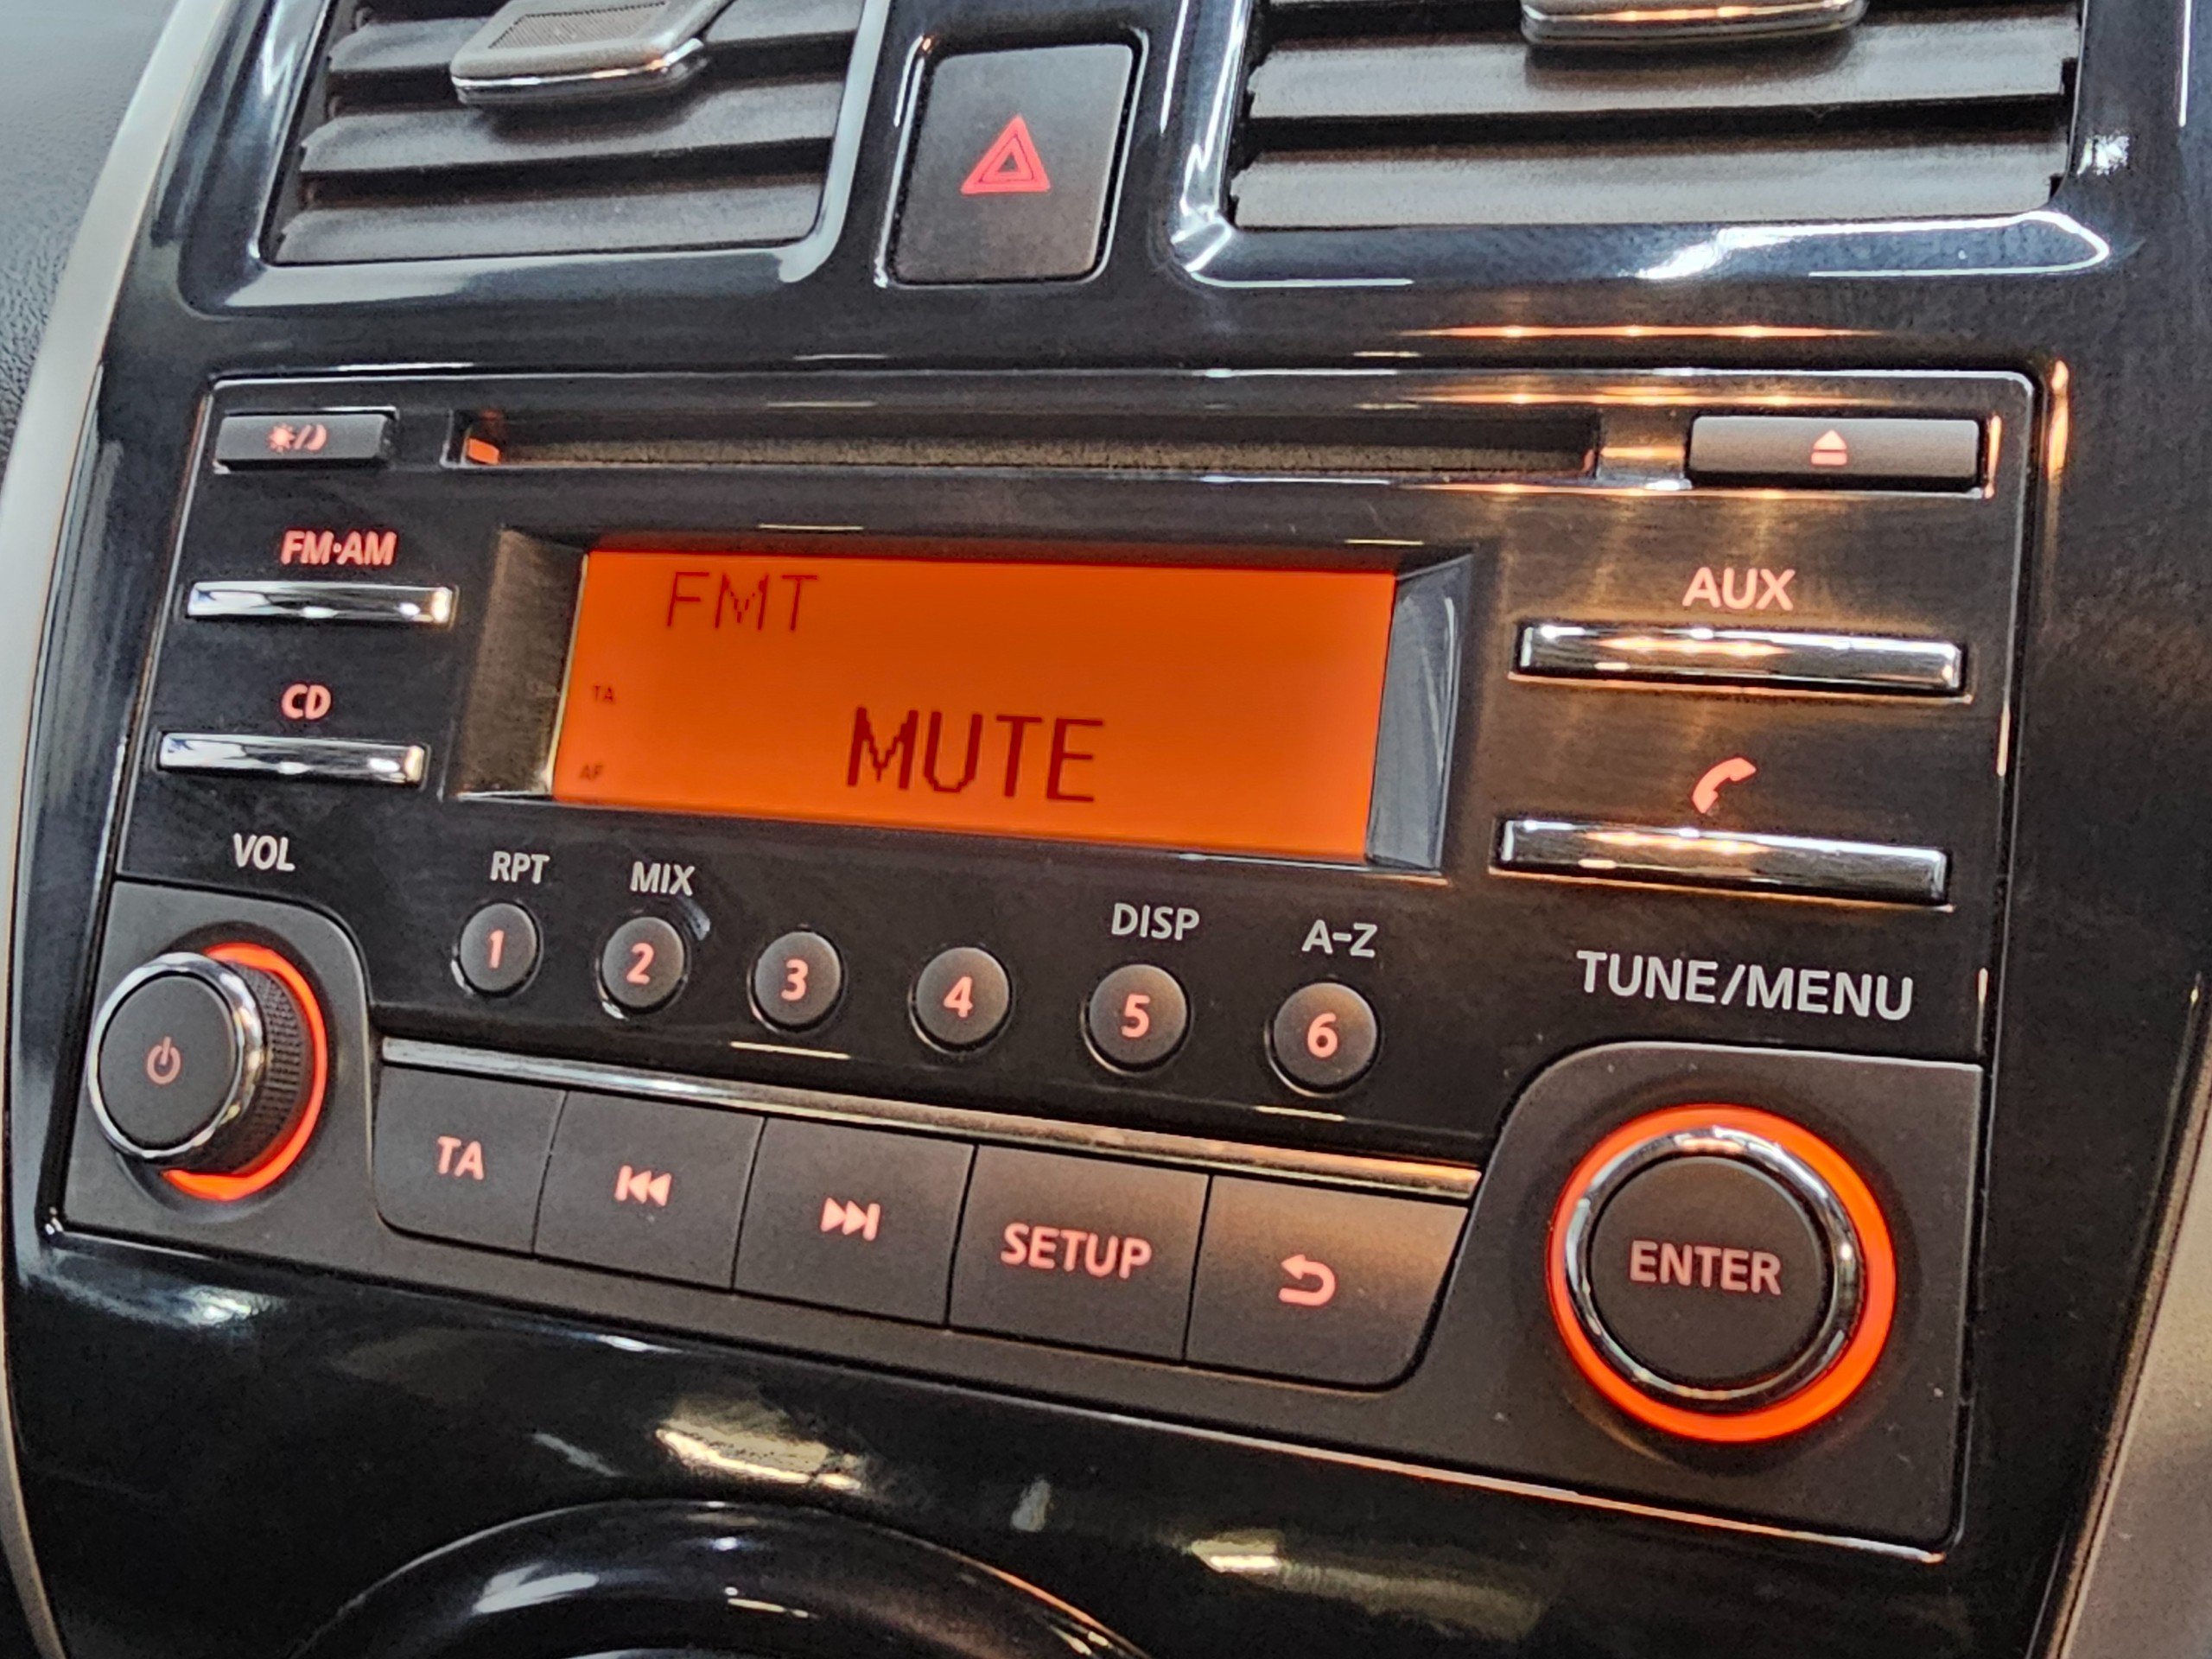 FM·AM
CD
VOL
FMT
TA
AF
MUTE
AUX
RPT
MIX
DISP
A-Z
1
2
3
4
5
6
TUNE/MENU
TA
SETUP
ENTER